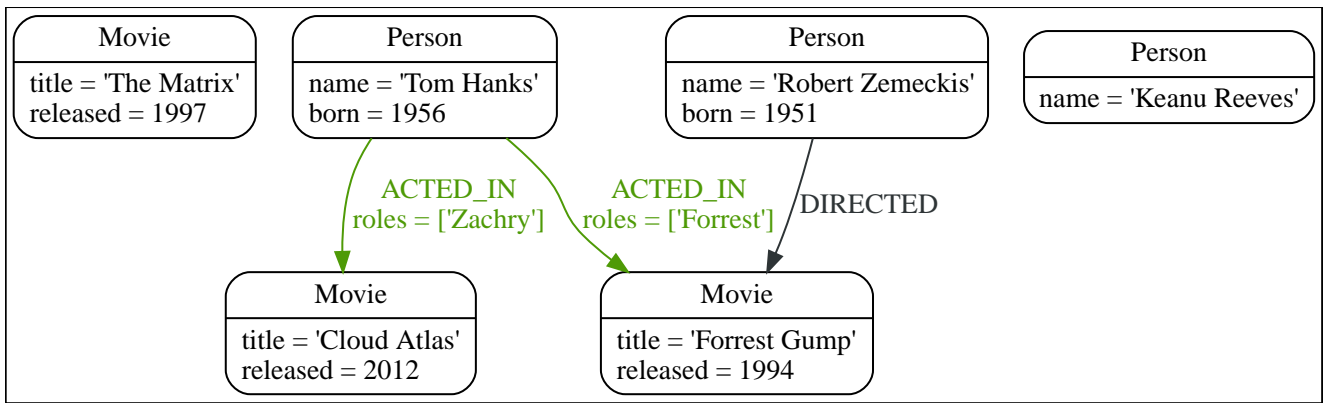 Movie
title = 'The Matrix'
released = 1997
Person
name = 'Tom Hanks'
born = 1956
Person
name = 'Robert Zemeckis'
born = 1951
Person
name = 'Keanu Reeves'
ACTED_IN
roles = ['Zachry']
ACTED_IN
roles = ['Forrest']
DIRECTED
Movie
title = 'Cloud Atlas'
released = 2012
Movie
title = 'Forrest Gump'
released = 1994